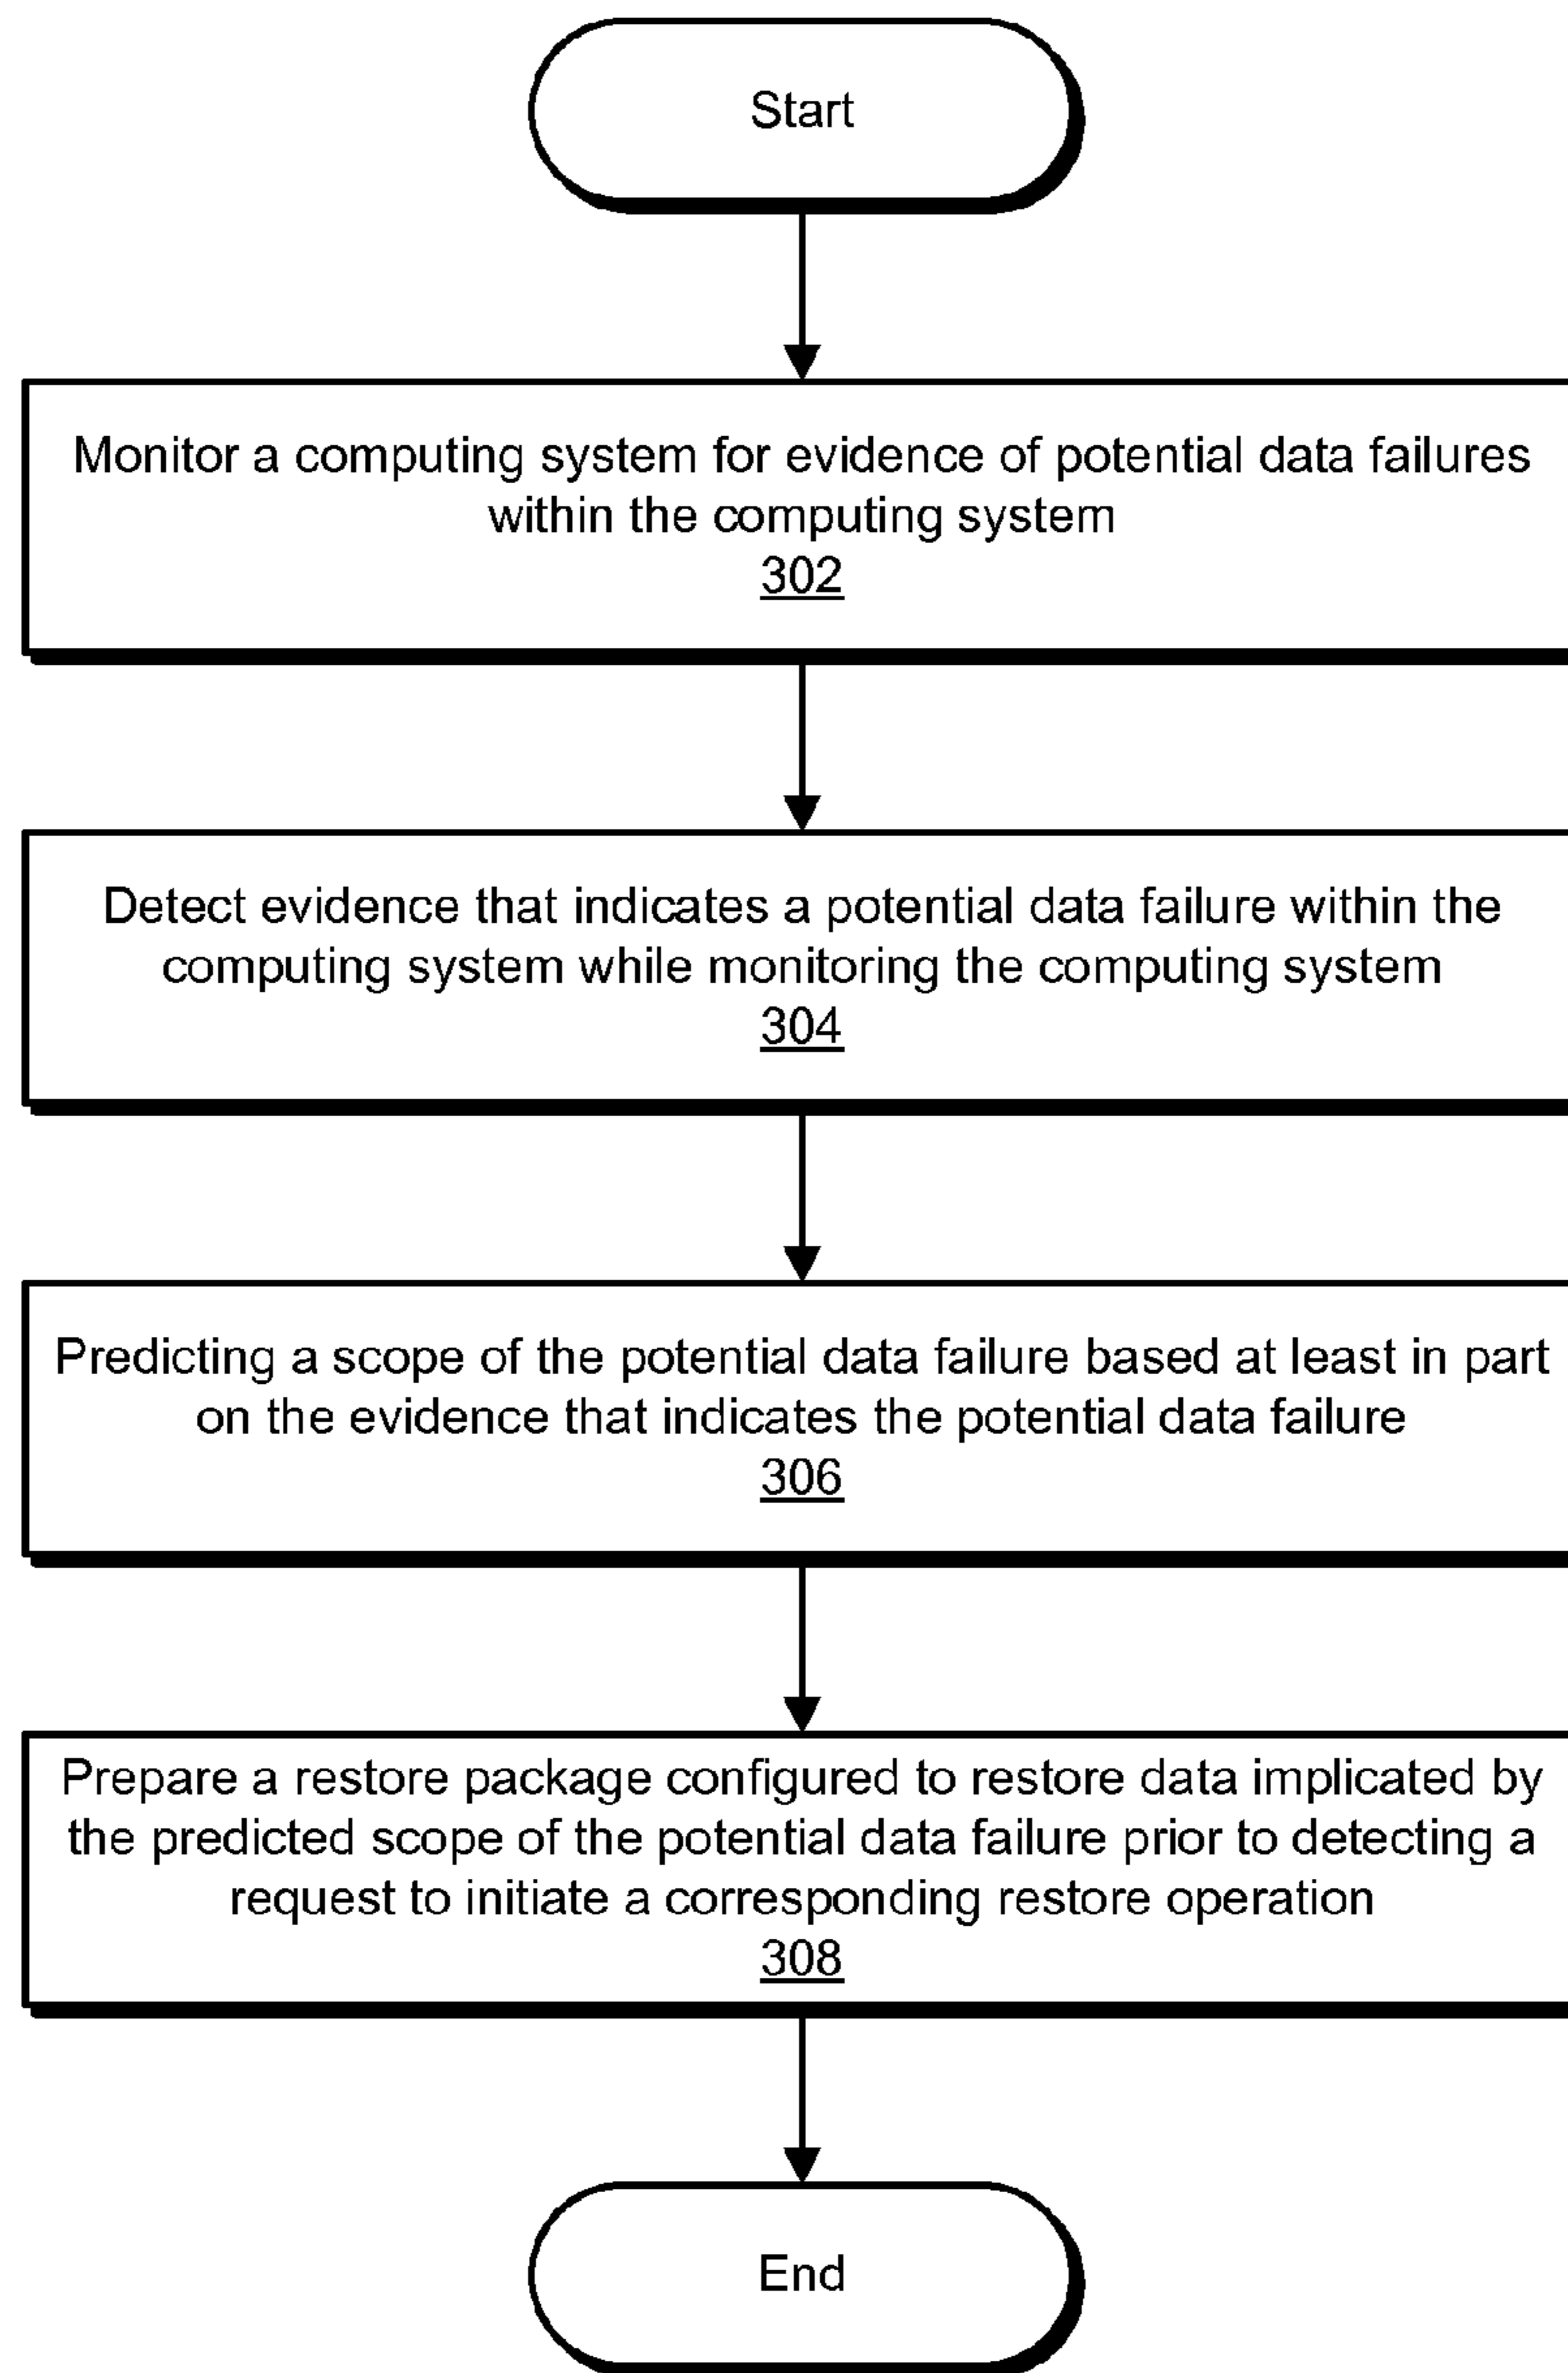 Start
Monitor a computing system for evidence of potential data failures
within the computing system
302
Detect evidence that indicates a potential data failure within the
computing system while monitoring the computing system
304
Predicting a scope of the potential data failure based at least in part
on the evidence that indicates the potential data failure
306
Prepare a restore package configured to restore data implicated by
the predicted scope of the potential data failure prior to detecting a
request to initiate a corresponding restore operation
308
End